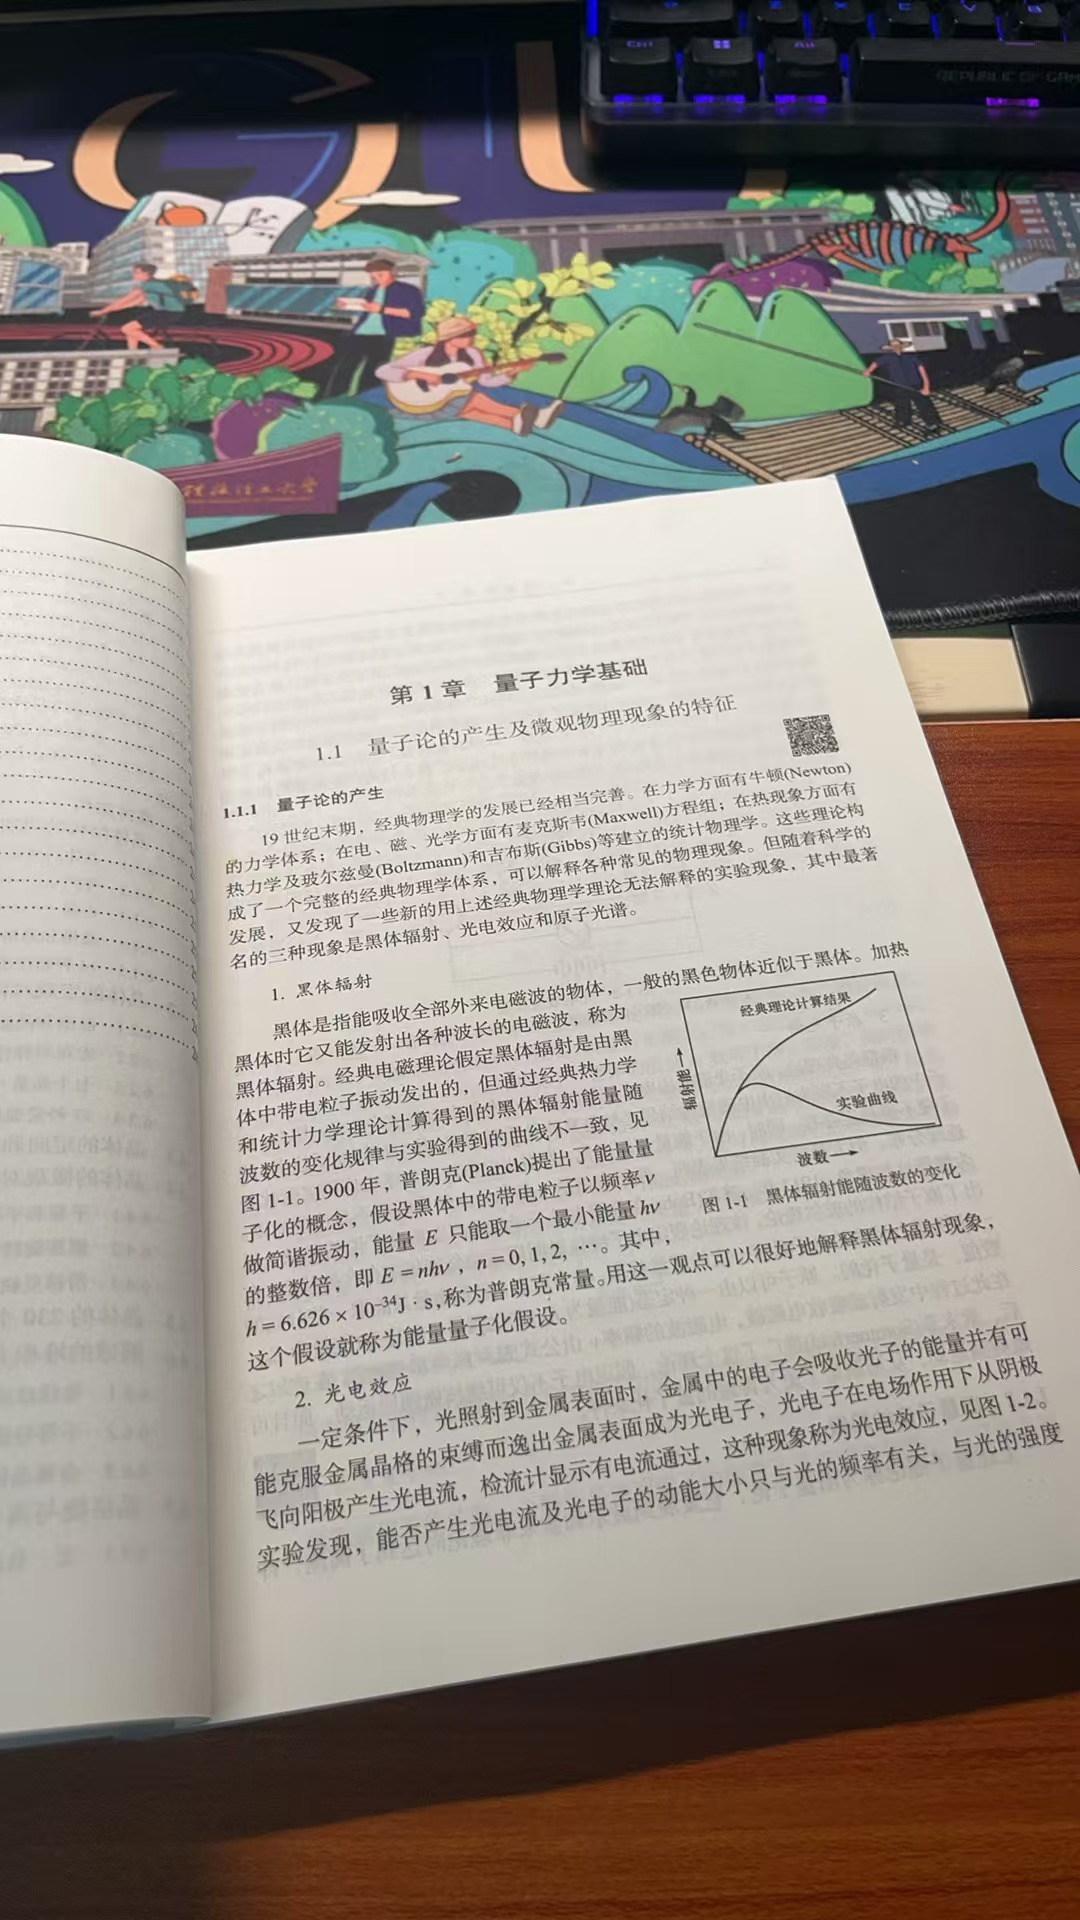 Ctrl
Alt
REPUBLIC OF GAM
第1章 量子力学基础
1.1 量子论的产生及微观物理现象的特征
1.1.1 量子论的产生
19 世纪末期，经典物理学的发展已经相当完善。在力学方面有牛顿(Newton)
的力学体系；在电、磁、光学方面有麦克斯韦(Maxwell)方程组；在热现象方面有
热力学及玻尔兹曼(Boltzmann)和吉布斯(Gibbs)等建立的统计物理学。这些理论构
成了一个完整的经典物理学体系，可以解释各种常见的物理现象。但随着科学的
发展，又发现了一些新的用上述经典物理学理论无法解释的实验现象，其中最著
名的三种现象是黑体辐射、光电效应和原子光谱。
1. 黑体辐射
黑体是指能吸收全部外来电磁波的物体，一般的黑色物体近似于黑体。加热
黑体时它又能发射出各种波长的电磁波，称为
黑体辐射。经典电磁理论假定黑体辐射是由黑
体中带电粒子振动发出的，但通过经典热力学
和统计力学理论计算得到的黑体辐射能量随
波数的变化规律与实验得到的曲线不一致，见
图 1-1。1900 年，普朗克(Planck)提出了能量量
子化的概念，假设黑体中的带电粒子以频率 ν
做简谐振动，能量 E 只能取一个最小能量 hν
的整数倍，即 E = nhν，n = 0, 1, 2, …。其中，
h = 6.626 × 10⁻³⁴J · s，称为普朗克常量。用这一观点可以很好地解释黑体辐射现象，
这个假设就称为能量量子化假设。
经典理论计算结果
实验曲线
辐射能
波数
图 1-1 黑体辐射能随波数的变化
2. 光电效应
一定条件下，光照射到金属表面时，金属中的电子会吸收光子的能量并有可
能克服金属晶格的束缚而逸出金属表面成为光电子，光电子在电场作用下从阴极
飞向阳极产生光电流，检流计显示有电流通过，这种现象称为光电效应，见图 1-2。
实验发现，能否产生光电流及光电子的动能大小只与光的频率有关，与光的强度